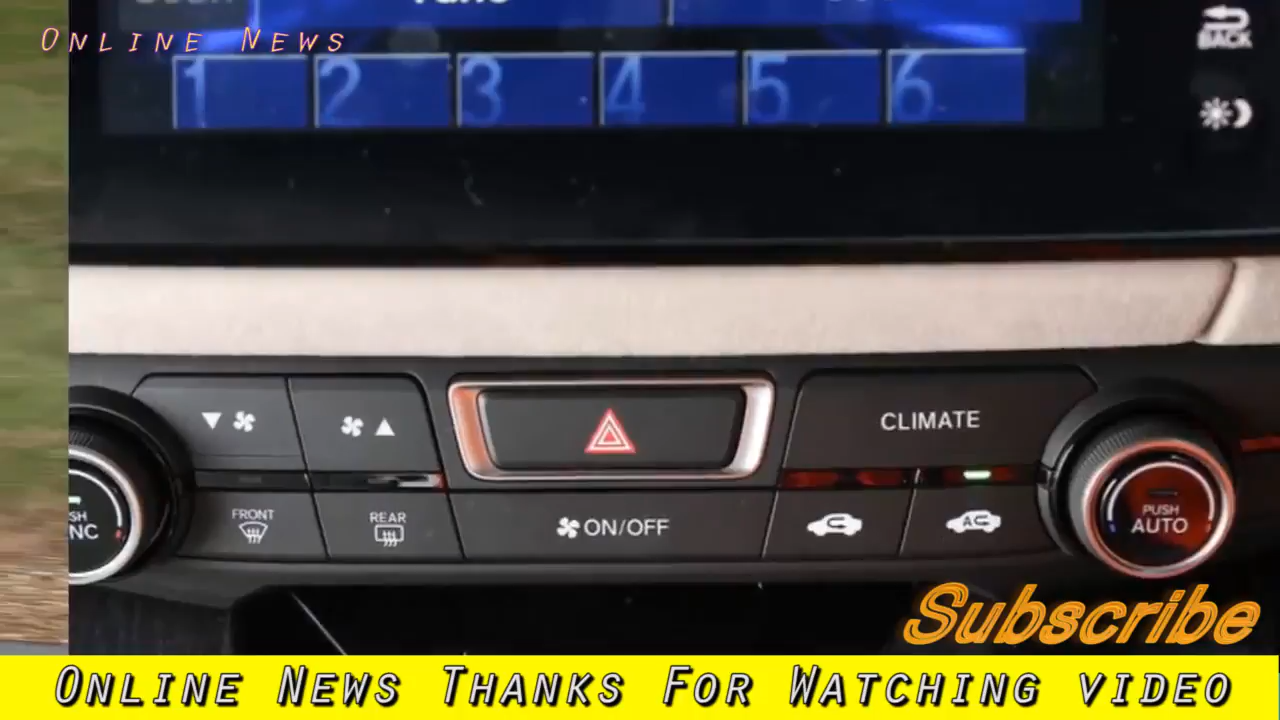 ONLINE NEWS
BACK
1 2 3 4 5 6
CLIMATE
FRONT
REAR
ON/OFF
A/C
PUSH
AUTO
Subscribe
ONLINE NEWS THANKS FOR WATCHING VIDEO